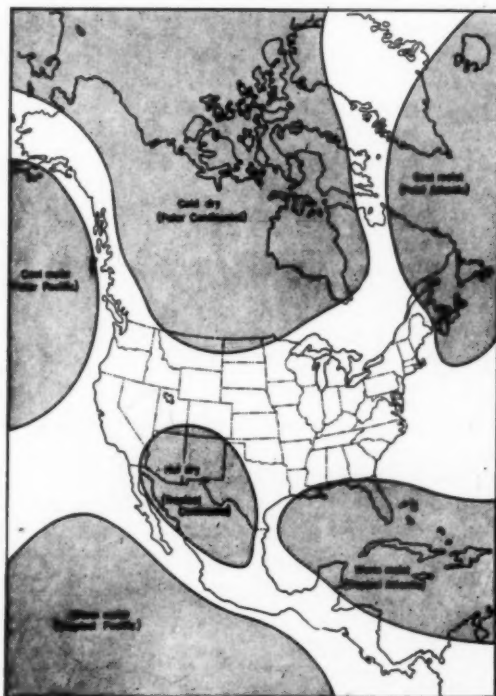 Cold dry
(Polar Continental)
Cool moist
(Polar Atlantic)
Cool moist
(Polar Pacific)
Hot dry
(Tropical
Continental)
Warm moist
(Tropical Atlantic)
Warm moist
(Tropical Pacific)